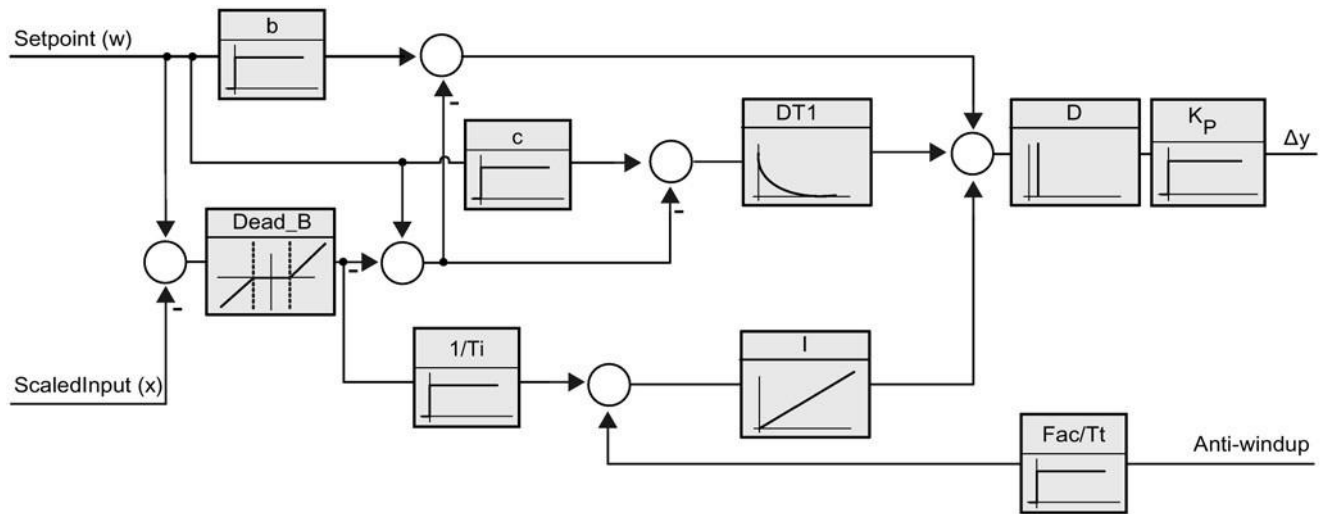 Setpoint (w)
b
c
DT1
D
K_P
Δy
-
-
Dead_B
-
-
1/Ti
I
ScaledInput (x)
Fac/Tt
Anti-windup